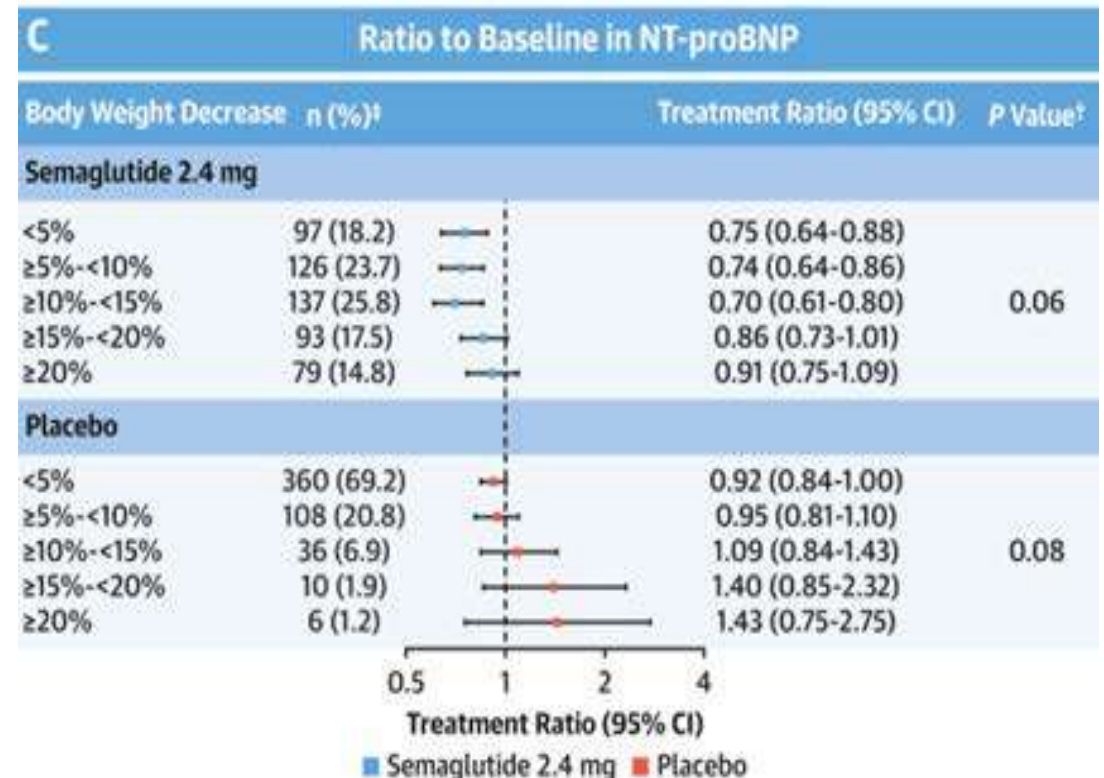 C Ratio to Baseline in NT-proBNP
Body Weight Decrease n (%)‡ Treatment Ratio (95% CI) P Value†
Semaglutide 2.4 mg
<5% 97 (18.2) 0.75 (0.64-0.88)
≥5%-<10% 126 (23.7) 0.74 (0.64-0.86)
≥10%-<15% 137 (25.8) 0.70 (0.61-0.80) 0.06
≥15%-<20% 93 (17.5) 0.86 (0.73-1.01)
≥20% 79 (14.8) 0.91 (0.75-1.09)
Placebo
<5% 360 (69.2) 0.92 (0.84-1.00)
≥5%-<10% 108 (20.8) 0.95 (0.81-1.10)
≥10%-<15% 36 (6.9) 1.09 (0.84-1.43) 0.08
≥15%-<20% 10 (1.9) 1.40 (0.85-2.32)
≥20% 6 (1.2) 1.43 (0.75-2.75)
0.5 1 2 4
Treatment Ratio (95% CI)
Semaglutide 2.4 mg Placebo